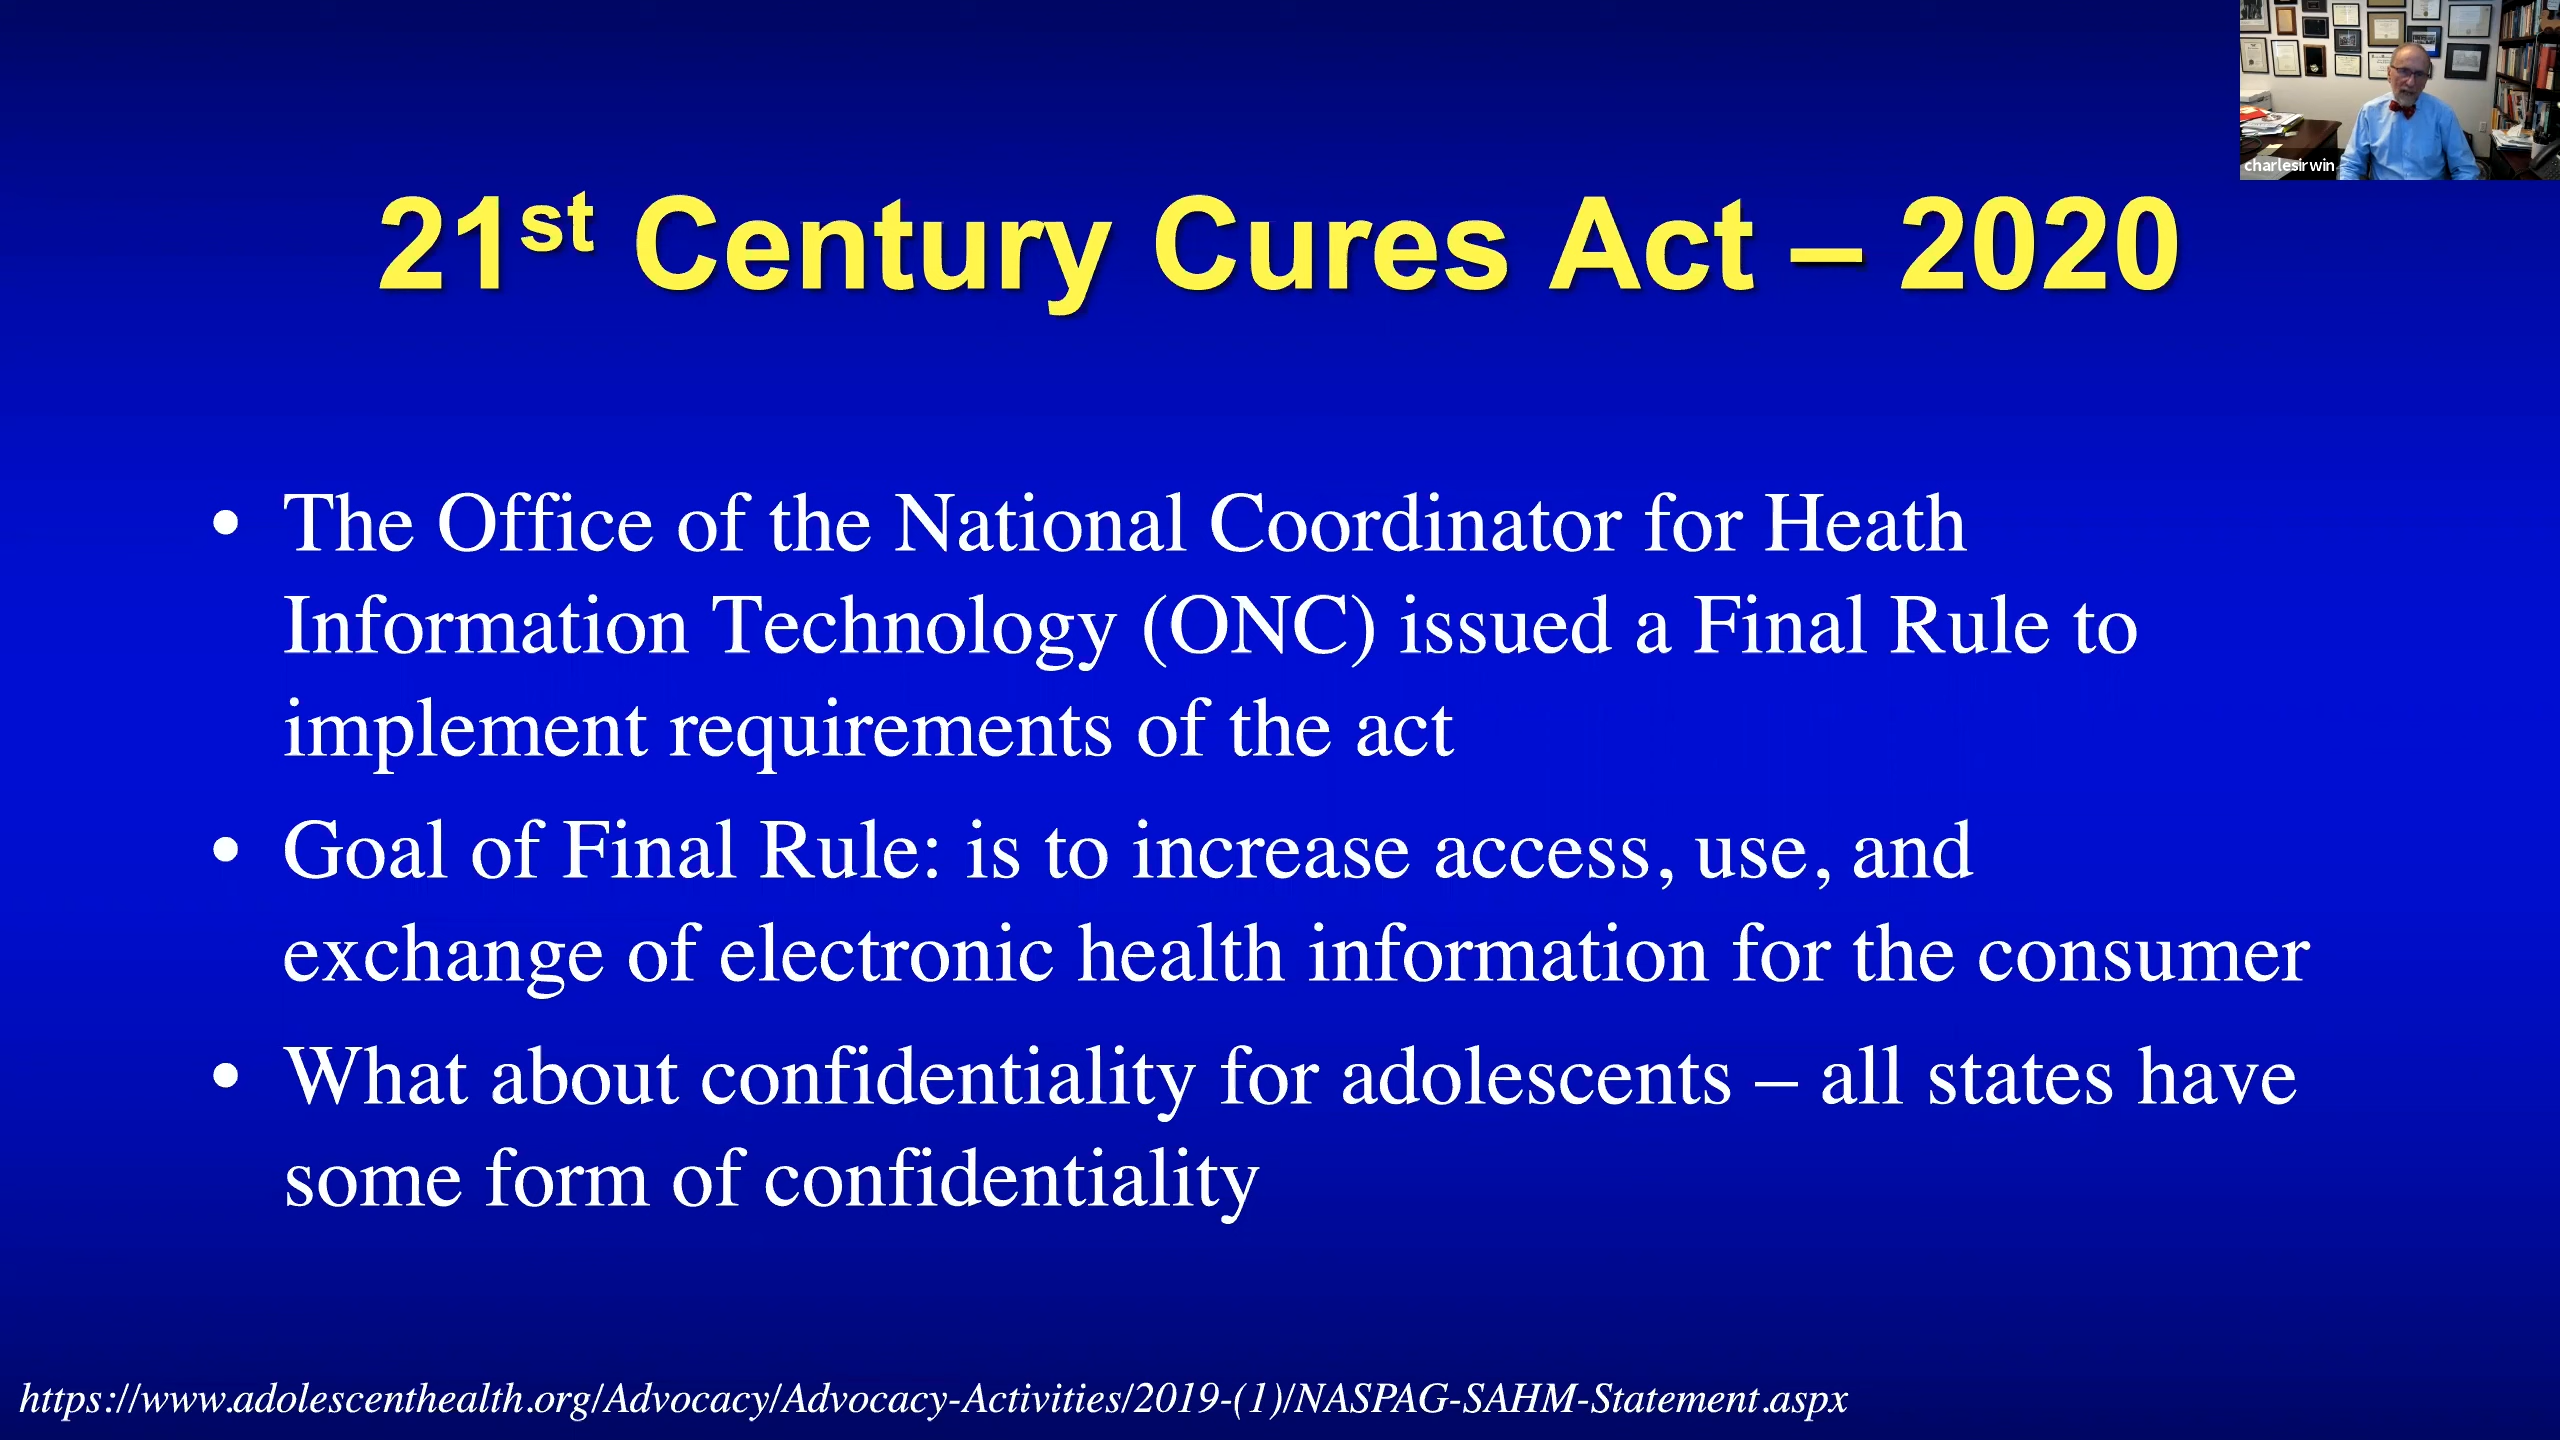 charlesirwin
21st Century Cures Act – 2020
• The Office of the National Coordinator for Heath
Information Technology (ONC) issued a Final Rule to
implement requirements of the act
• Goal of Final Rule: is to increase access, use, and
exchange of electronic health information for the consumer
• What about confidentiality for adolescents – all states have
some form of confidentiality
https://www.adolescenthealth.org/Advocacy/Advocacy-Activities/2019-(1)/NASPAG-SAHM-Statement.aspx